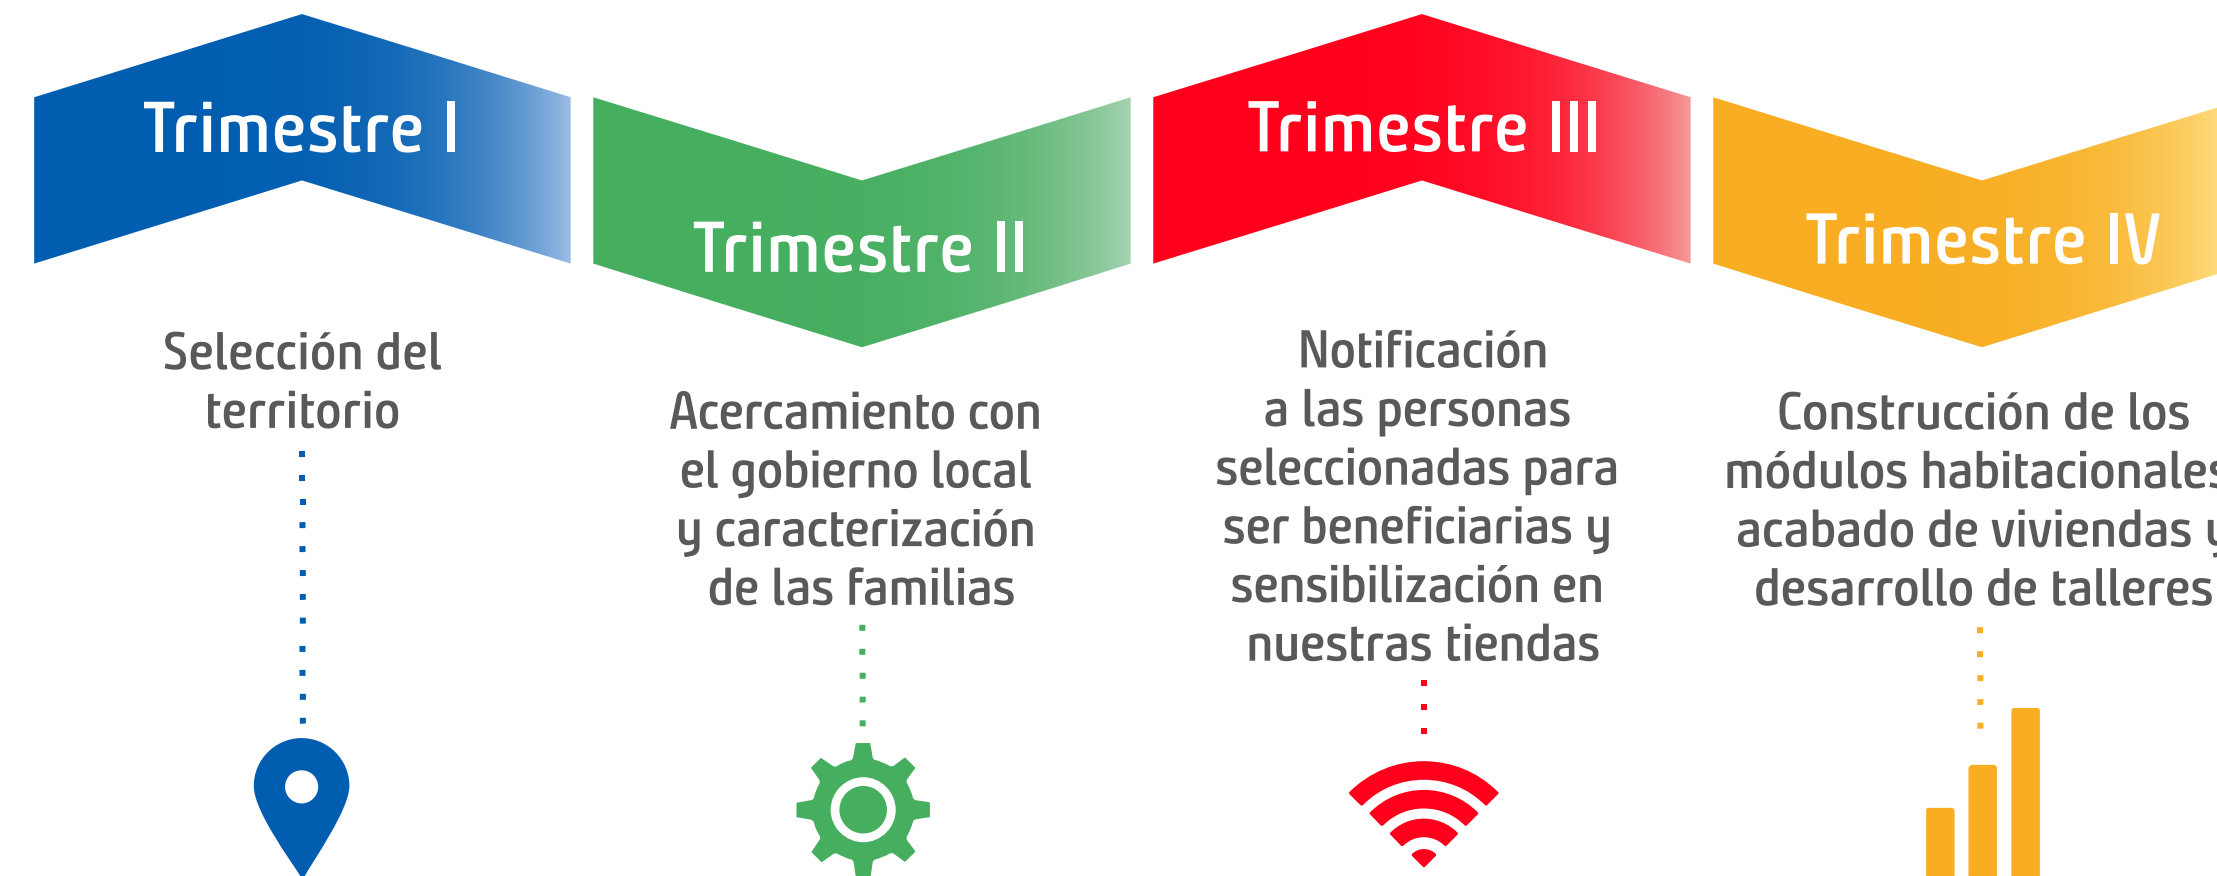 Trimestre I
Selección del
territorio
Trimestre II
Acercamiento con
el gobierno local
y caracterización
de las familias
Trimestre III
Notificación
a las personas
seleccionadas para
ser beneficiarias y
sensibilización en
nuestras tiendas
Trimestre IV
Construcción de los
módulos habitacionales
acabado de viviendas y
desarrollo de talleres